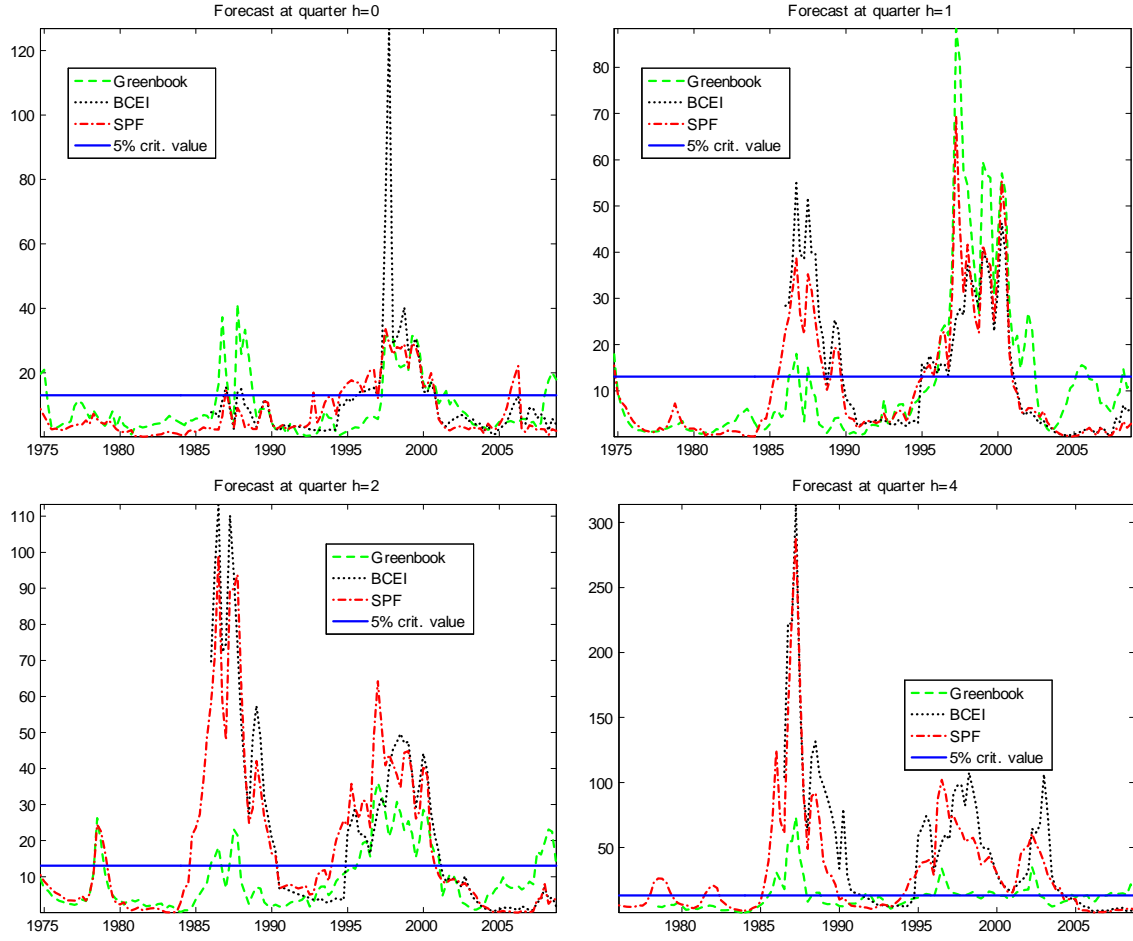 Forecast at quarter h=0
120
100
80
60
40
20
1975 1980 1985 1990 1995 2000 2005
Greenbook
BCEI
SPF
5% crit. value
Forecast at quarter h=1
80
70
60
50
40
30
20
10
1975 1980 1985 1990 1995 2000 2005
Greenbook
BCEI
SPF
5% crit. value
Forecast at quarter h=2
110
100
90
80
70
60
50
40
30
20
10
1975 1980 1985 1990 1995 2000 2005
Greenbook
BCEI
SPF
5% crit. value
Forecast at quarter h=4
300
250
200
150
100
50
1980 1985 1990 1995 2000 2005
Greenbook
BCEI
SPF
5% crit. value